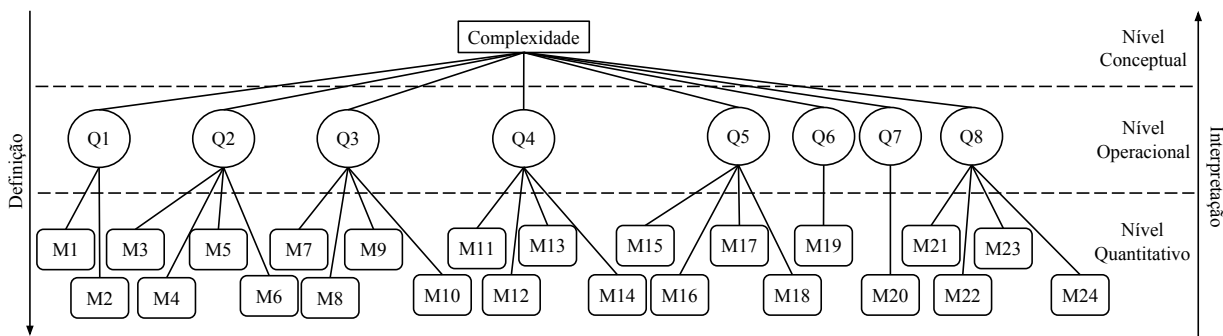 Complexidade
Nível
Conceptual
Definição
Q1
Q2
Q3
Q4
Q5
Q6
Q7
Q8
Nível
Operacional
Interpretação
M1
M3
M5
M7
M9
M11
M13
M15
M17
M19
M21
M23
Nível
Quantitativo
M2
M4
M6
M8
M10
M12
M14
M16
M18
M20
M22
M24